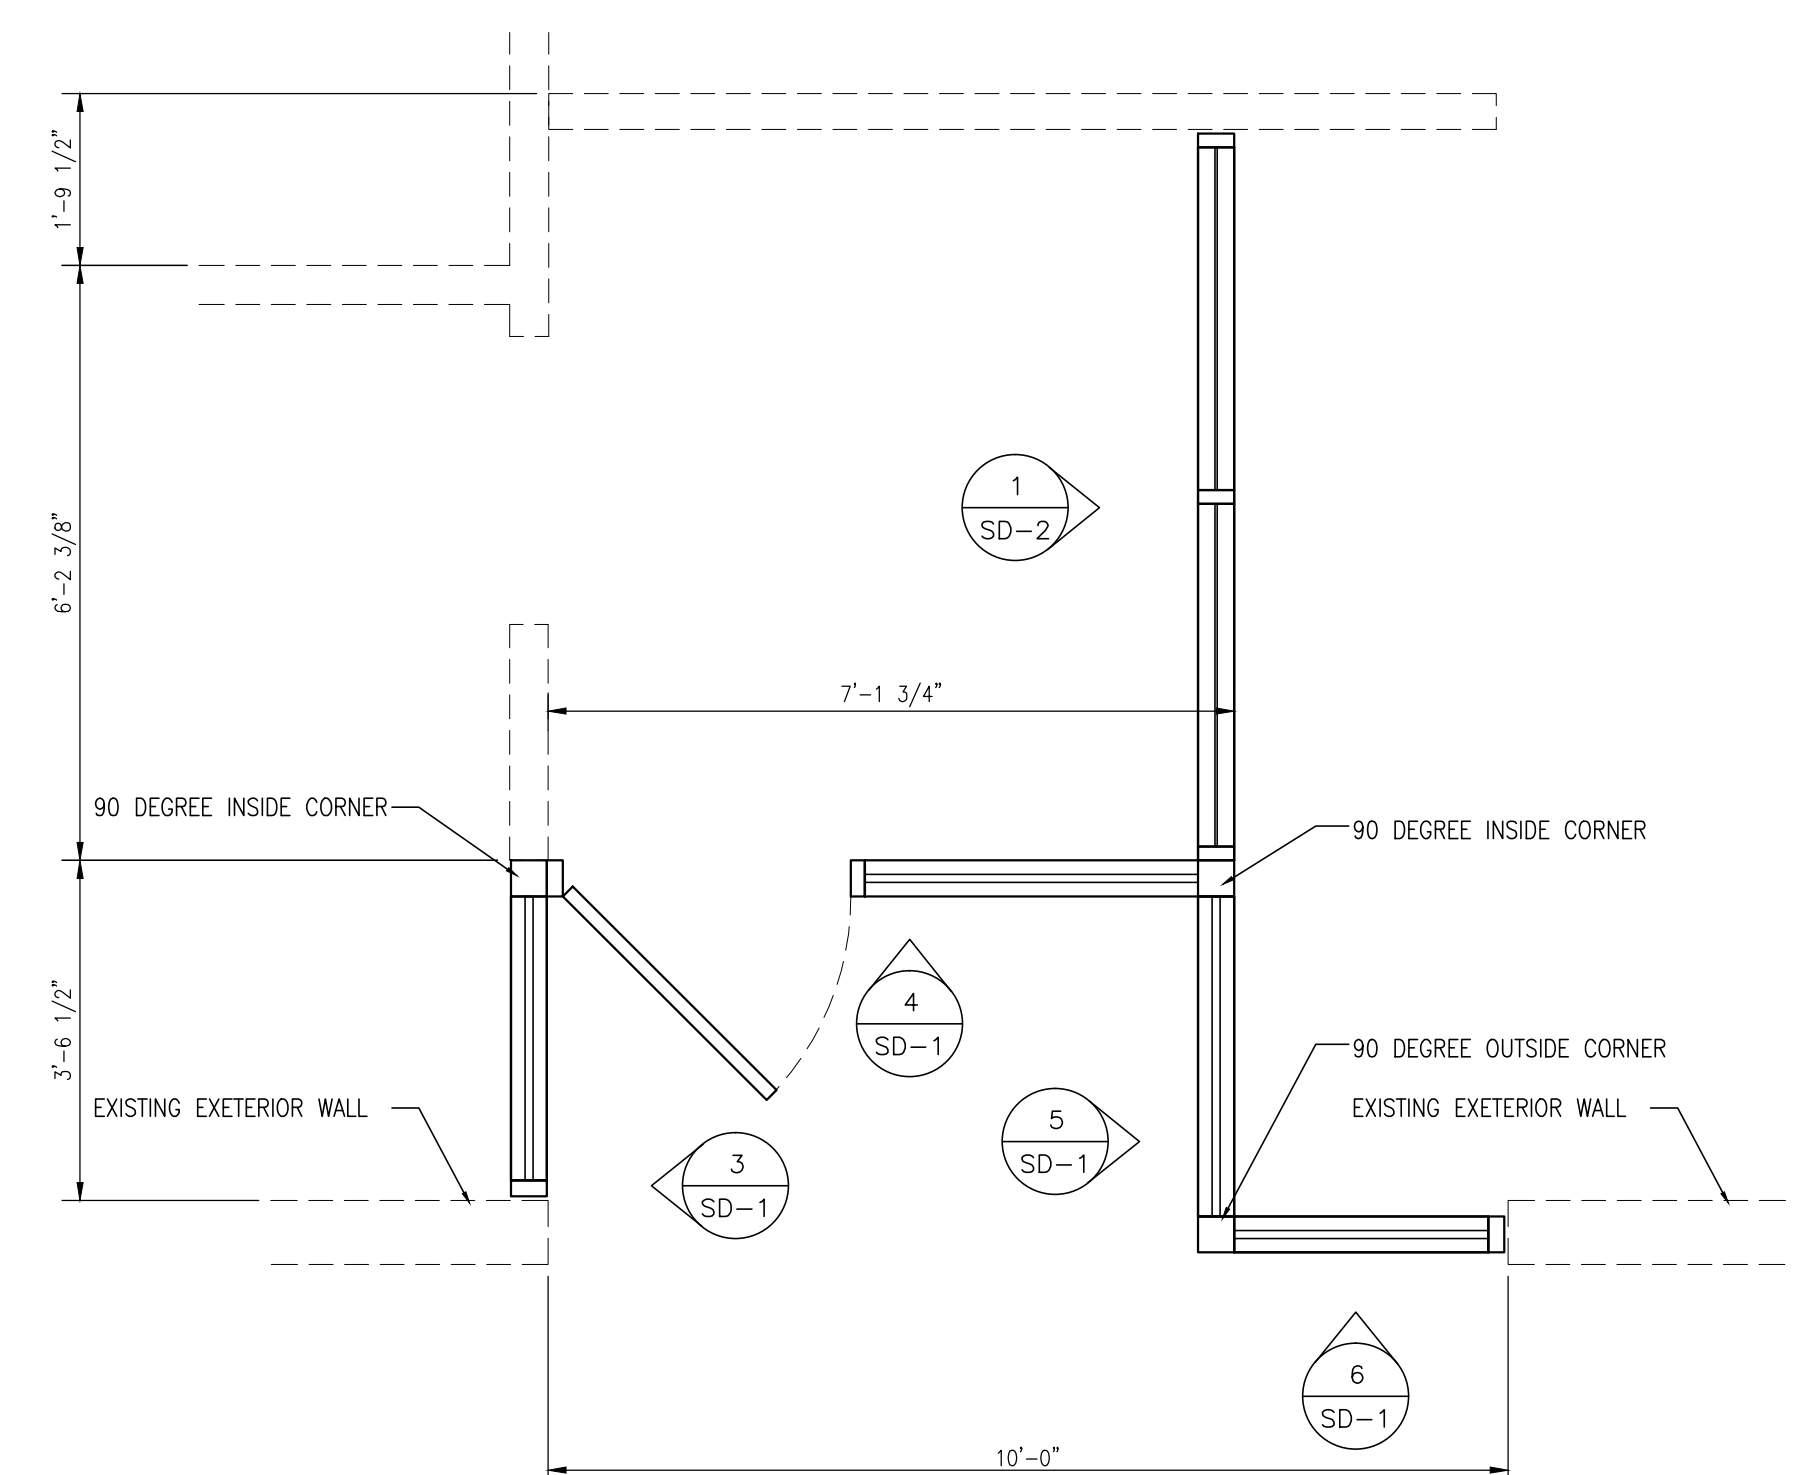 1'-9 1/2"
1
SD-2
6'-2 3/8"
7'-1 3/4"
90 DEGREE INSIDE CORNER
90 DEGREE INSIDE CORNER
4
SD-1
3'-6 1/2"
90 DEGREE OUTSIDE CORNER
EXISTING EXETERIOR WALL
5
SD-1
EXISTING EXETERIOR WALL
3
SD-1
6
SD-1
10'-0"